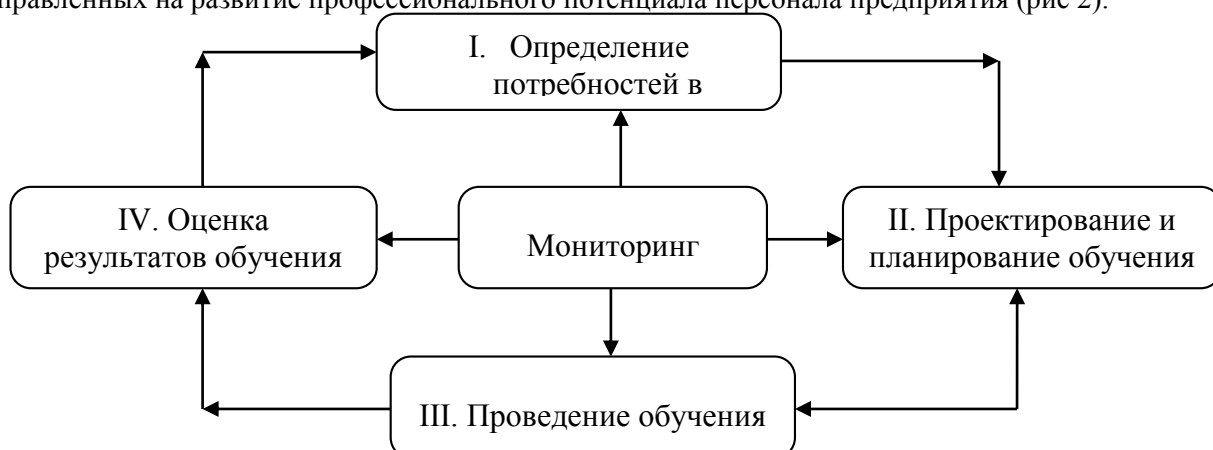 правленных на развитие профессионального потенциала персонала предприятия (рис 2).
I. Определение
потребностей в
IV. Оценка
результатов обучения
Мониторинг
II. Проектирование и
планирование обучения
III. Проведение обучения